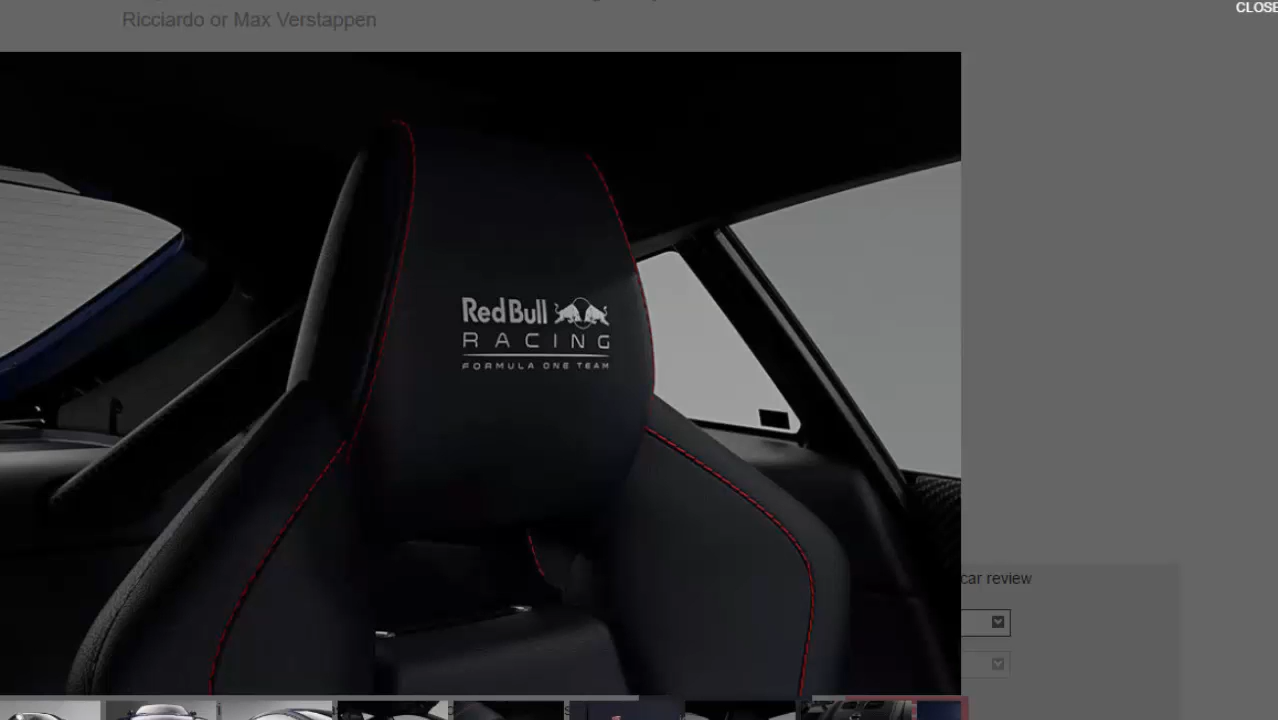 CLOSE
Ricciardo or Max Verstappen
Red Bull
RACING
FORMULA ONE TEAM
car review